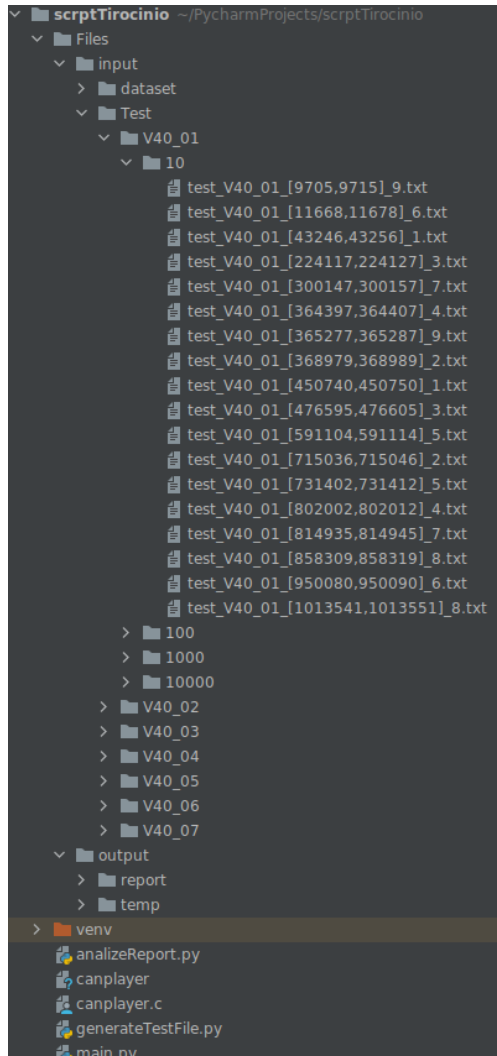 scrptTirocinio ~/PycharmProjects/scrptTirocinio
Files
input
dataset
Test
V40_01
10
test_V40_01_[9705,9715]_9.txt
test_V40_01_[11668,11678]_6.txt
test_V40_01_[43246,43256]_1.txt
test_V40_01_[224117,224127]_3.txt
test_V40_01_[300147,300157]_7.txt
test_V40_01_[364397,364407]_4.txt
test_V40_01_[365277,365287]_9.txt
test_V40_01_[368979,368989]_2.txt
test_V40_01_[450740,450750]_1.txt
test_V40_01_[476595,476605]_3.txt
test_V40_01_[591104,591114]_5.txt
test_V40_01_[715036,715046]_2.txt
test_V40_01_[731402,731412]_5.txt
test_V40_01_[802002,802012]_4.txt
test_V40_01_[814935,814945]_7.txt
test_V40_01_[858309,858319]_8.txt
test_V40_01_[950080,950090]_6.txt
test_V40_01_[1013541,1013551]_8.txt
100
1000
10000
V40_02
V40_03
V40_04
V40_05
V40_06
V40_07
output
report
temp
venv
analizeReport.py
canplayer
canplayer.c
generateTestFile.py
main.py